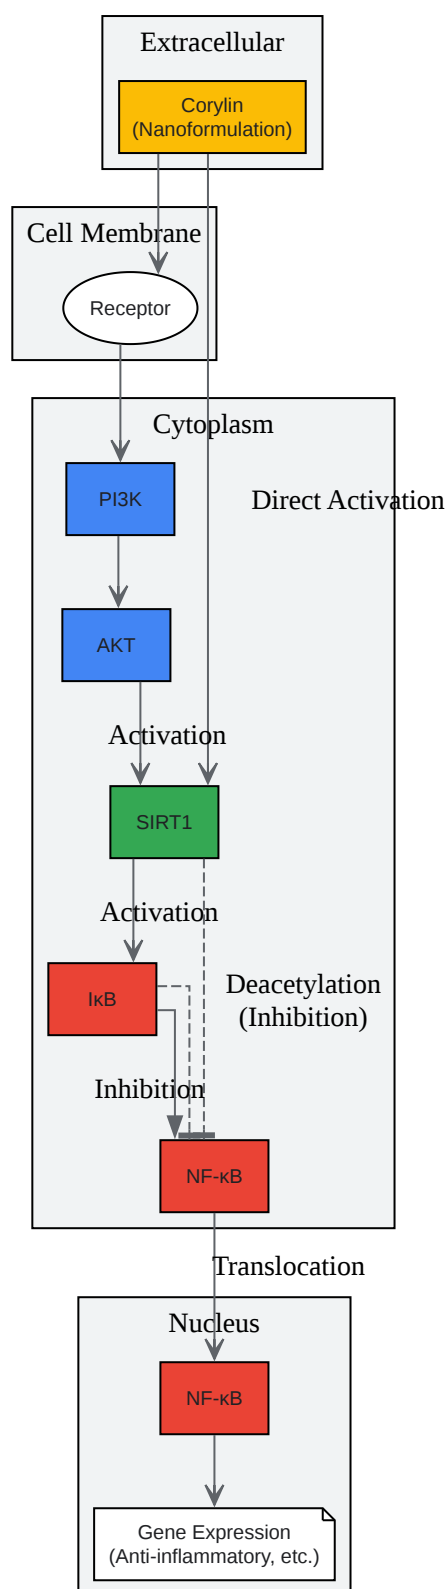 Extracellular
Corylin
(Nanoformulation)
Cell Membrane
Receptor
Cytoplasm
PI3K
Direct Activation
AKT
Activation
SIRT1
Activation
IκB
Deacetylation
(Inhibition)
Inhibition
NF-κB
Translocation
Nucleus
NF-κB
Gene Expression
(Anti-inflammatory, etc.)